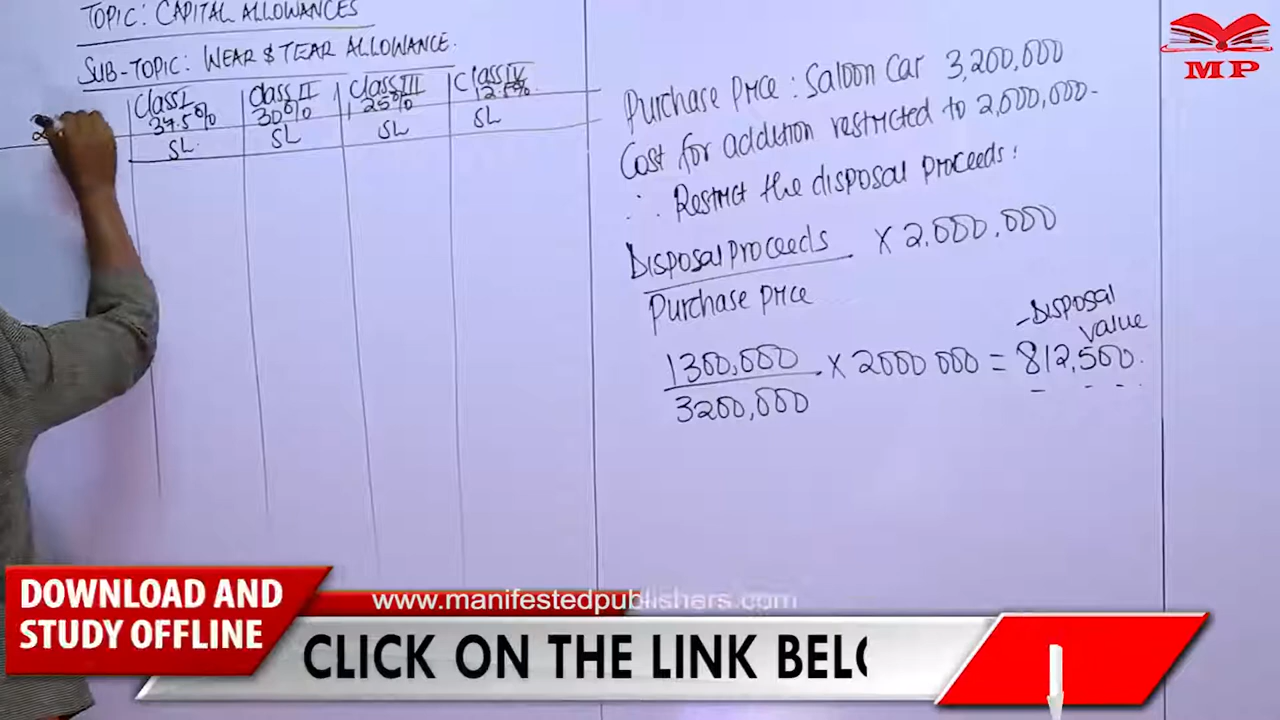 TOPIC: CAPITAL ALLOWANCES
SUB-TOPIC: WEAR & TEAR ALLOWANCE.
Class I Class II Class III Class IV
37.5% 30% 25% 12.5%
SL. SL SL SL
Purchase Price: Saloon Car 3,200,000
Cost for addition restricted to 2,000,000.
∴ Restrict the disposal proceeds:
Disposal proceeds X 2,000,000
Purchase Price
- Disposal
value
1300,000 X 2000 000 = 812,500.
3200,000
MP
DOWNLOAD AND
STUDY OFFLINE
www.manifestedpublishers.com
CLICK ON THE LINK BELO